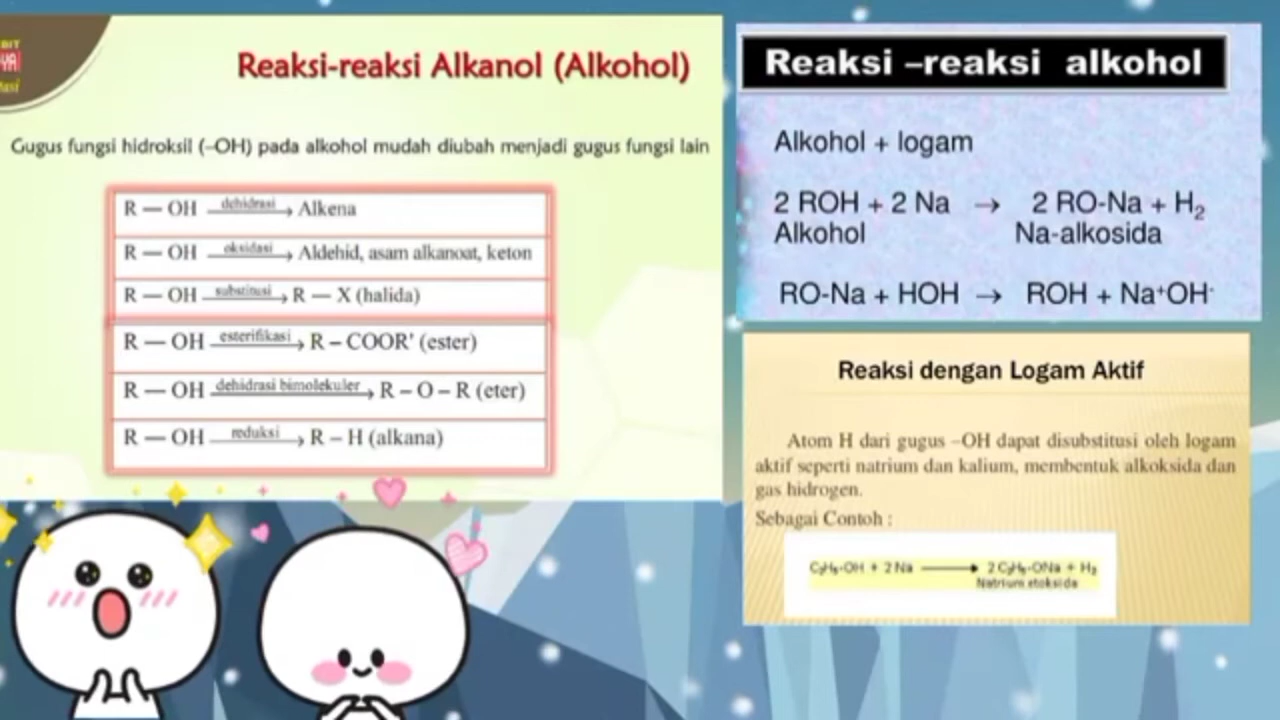 BIT
YA
Reaksi-reaksi Alkanol (Alkohol)
Gugus fungsi hidroksil (–OH) pada alkohol mudah diubah menjadi gugus fungsi lain
R — OH dehidrasi → Alkena
R — OH oksidasi → Aldehid, asam alkanoat, keton
R — OH substitusi → R — X (halida)
R — OH esterifikasi → R – COOR' (ester)
R — OH dehidrasi bimolekuler → R – O – R (eter)
R — OH reduksi → R – H (alkana)
Reaksi –reaksi alkohol
Alkohol + logam
2 ROH + 2 Na → 2 RO-Na + H₂
Alkohol Na-alkosida
RO-Na + HOH → ROH + Na⁺OH⁻
Reaksi dengan Logam Aktif
Atom H dari gugus –OH dapat disubstitusi oleh logam
aktif seperti natrium dan kalium, membentuk alkoksida dan
gas hidrogen.
Sebagai Contoh :
C₂H₅-OH + 2 Na → 2 C₂H₅-ONa + H₂
Natrium etoksida